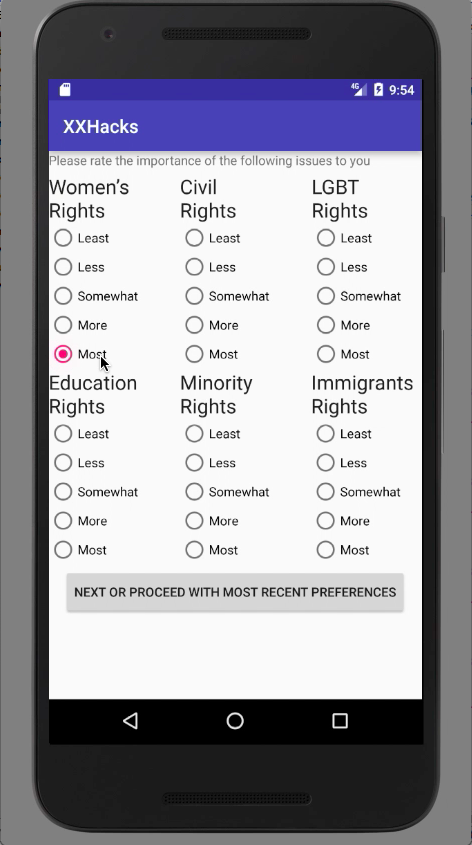 4G 9:54
XXHacks
Please rate the importance of the following issues to you
Women’s Rights
Least
Less
Somewhat
More
Most
Civil Rights
Least
Less
Somewhat
More
Most
LGBT Rights
Least
Less
Somewhat
More
Most
Education Rights
Least
Less
Somewhat
More
Most
Minority Rights
Least
Less
Somewhat
More
Most
Immigrants Rights
Least
Less
Somewhat
More
Most
NEXT OR PROCEED WITH MOST RECENT PREFERENCES